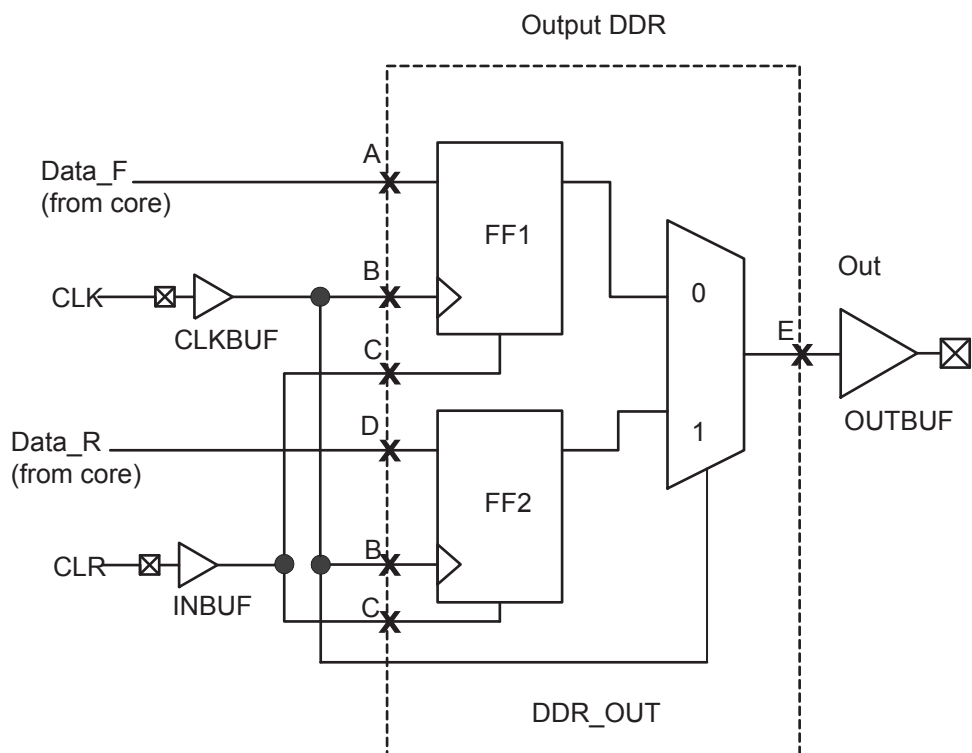 Output DDR
A
Data_F
(from core)
FF1
B
CLK
CLKBUF
C
0
Out
E
OUTBUF
D
Data_R
(from core)
1
FF2
B
CLR
INBUF
C
DDR_OUT